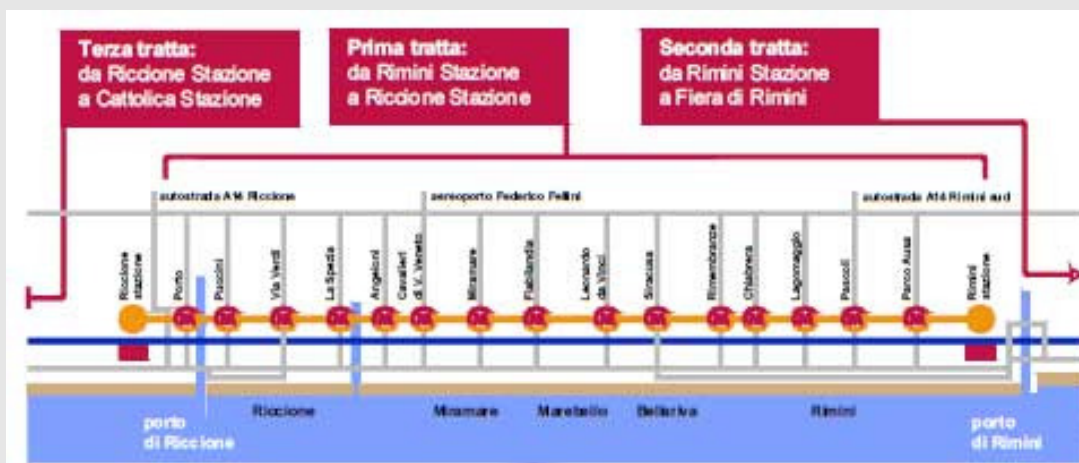 Terza tratta:
da Riccione Stazione
a Cattolica Stazione
Prima tratta:
da Rimini Stazione
a Riccione Stazione
Seconda tratta:
da Rimini Stazione
a Fiera di Rimini
autostrada A14 Riccione
aeroporto Federico Fellini
autostrada A14 Rimini sud
Riccione
stazione
Porto
Puccini
Via Verdi
La Spezia
Angeloni
Cavalieri
di V. Veneto
Miramare
Fiabilandia
Leonardo
da Vinci
Siracusa
Rimembranze
Chiabrera
Lagomaggio
Pascoli
Parco Ausa
Rimini
stazione
Riccione
Miramare
Marebello
Bellariva
Rimini
porto
di Riccione
porto
di Rimini